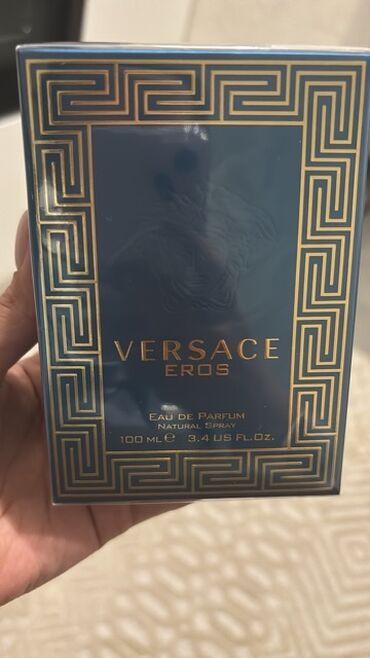 VERSACE
EROS
EAU DE PARFUM
NATURAL SPRAY
100 ML e 3.4 US FL.OZ.